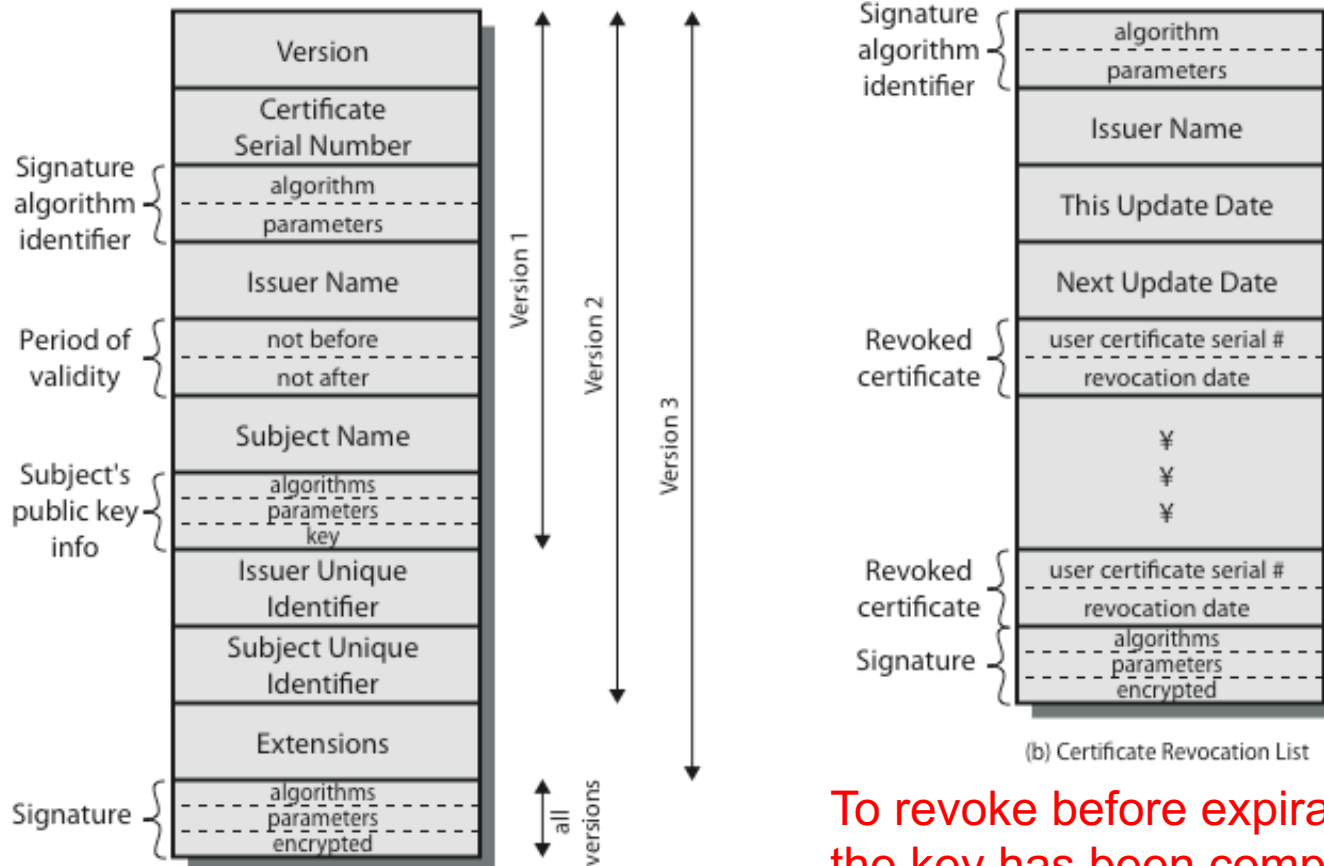 Version
Certificate
Serial Number
Signature
algorithm
identifier
algorithm
parameters
Issuer Name
Period of
validity
not before
not after
Subject Name
Subject's
public key
info
algorithms
parameters
key
Issuer Unique
Identifier
Subject Unique
Identifier
Extensions
Signature
algorithms
parameters
encrypted
Version 1
Version 2
Version 3
all
versions
Signature
algorithm
identifier
algorithm
parameters
Issuer Name
This Update Date
Next Update Date
Revoked
certificate
user certificate serial #
revocation date
¥
¥
¥
Revoked
certificate
user certificate serial #
revocation date
Signature
algorithms
parameters
encrypted
(b) Certificate Revocation List
To revoke before
the key has been